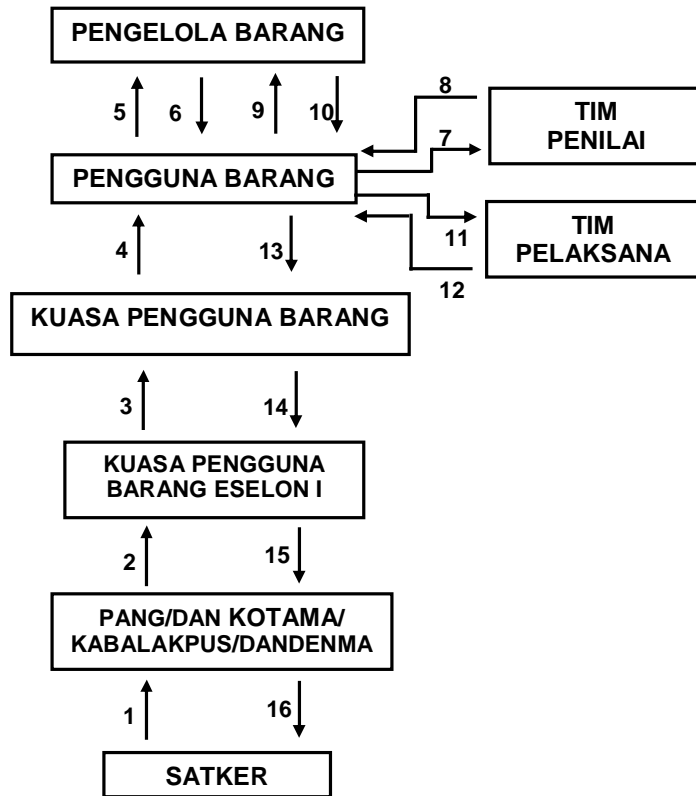 PENGELOLA BARANG
5 6 9 10
8
TIM
PENILAI
7
PENGGUNA BARANG
11
TIM
PELAKSANA
12
4 13
KUASA PENGGUNA BARANG
3 14
KUASA PENGGUNA
BARANG ESELON I
2 15
PANG/DAN KOTAMA/
KABALAKPUS/DANDENMA
1 16
SATKER